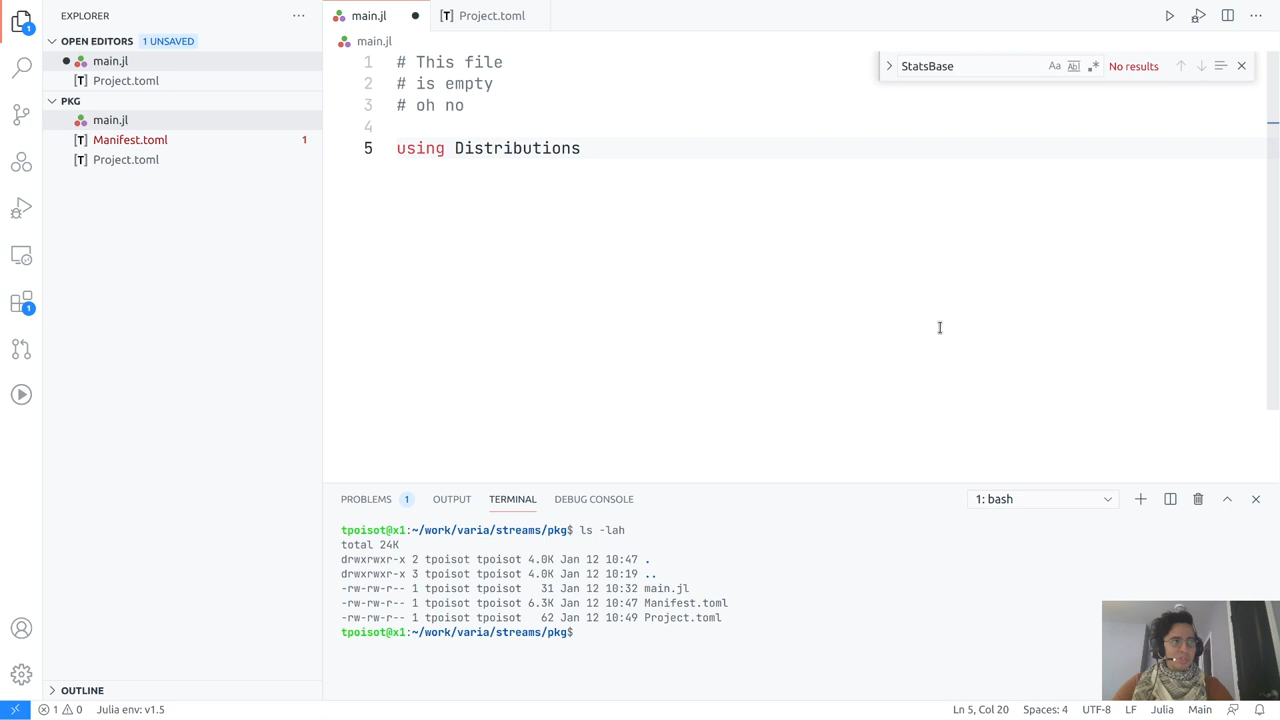 EXPLORER
OPEN EDITORS 1 UNSAVED
main.jl
[T] Project.toml
PKG
main.jl
[T] Manifest.toml 1
[T] Project.toml
OUTLINE
1
1
main.jl
[T] Project.toml
main.jl
1 # This file
2 # is empty
3 # oh no
4
5 using Distributions
StatsBase Aa Abl .* No results
PROBLEMS 1 OUTPUT TERMINAL DEBUG CONSOLE 1: bash
tpoisot@x1:~/work/varia/streams/pkg$ ls -lah
total 24K
drwxrwxr-x 2 tpoisot tpoisot 4.0K Jan 12 10:47 .
drwxrwxr-x 3 tpoisot tpoisot 4.0K Jan 12 10:19 ..
-rw-rw-r-- 1 tpoisot tpoisot 31 Jan 12 10:32 main.jl
-rw-rw-r-- 1 tpoisot tpoisot 6.3K Jan 12 10:47 Manifest.toml
-rw-rw-r-- 1 tpoisot tpoisot 62 Jan 12 10:49 Project.toml
tpoisot@x1:~/work/varia/streams/pkg$
1 0 Julia env: v1.5 Ln 5, Col 20 Spaces: 4 UTF-8 LF Julia Main